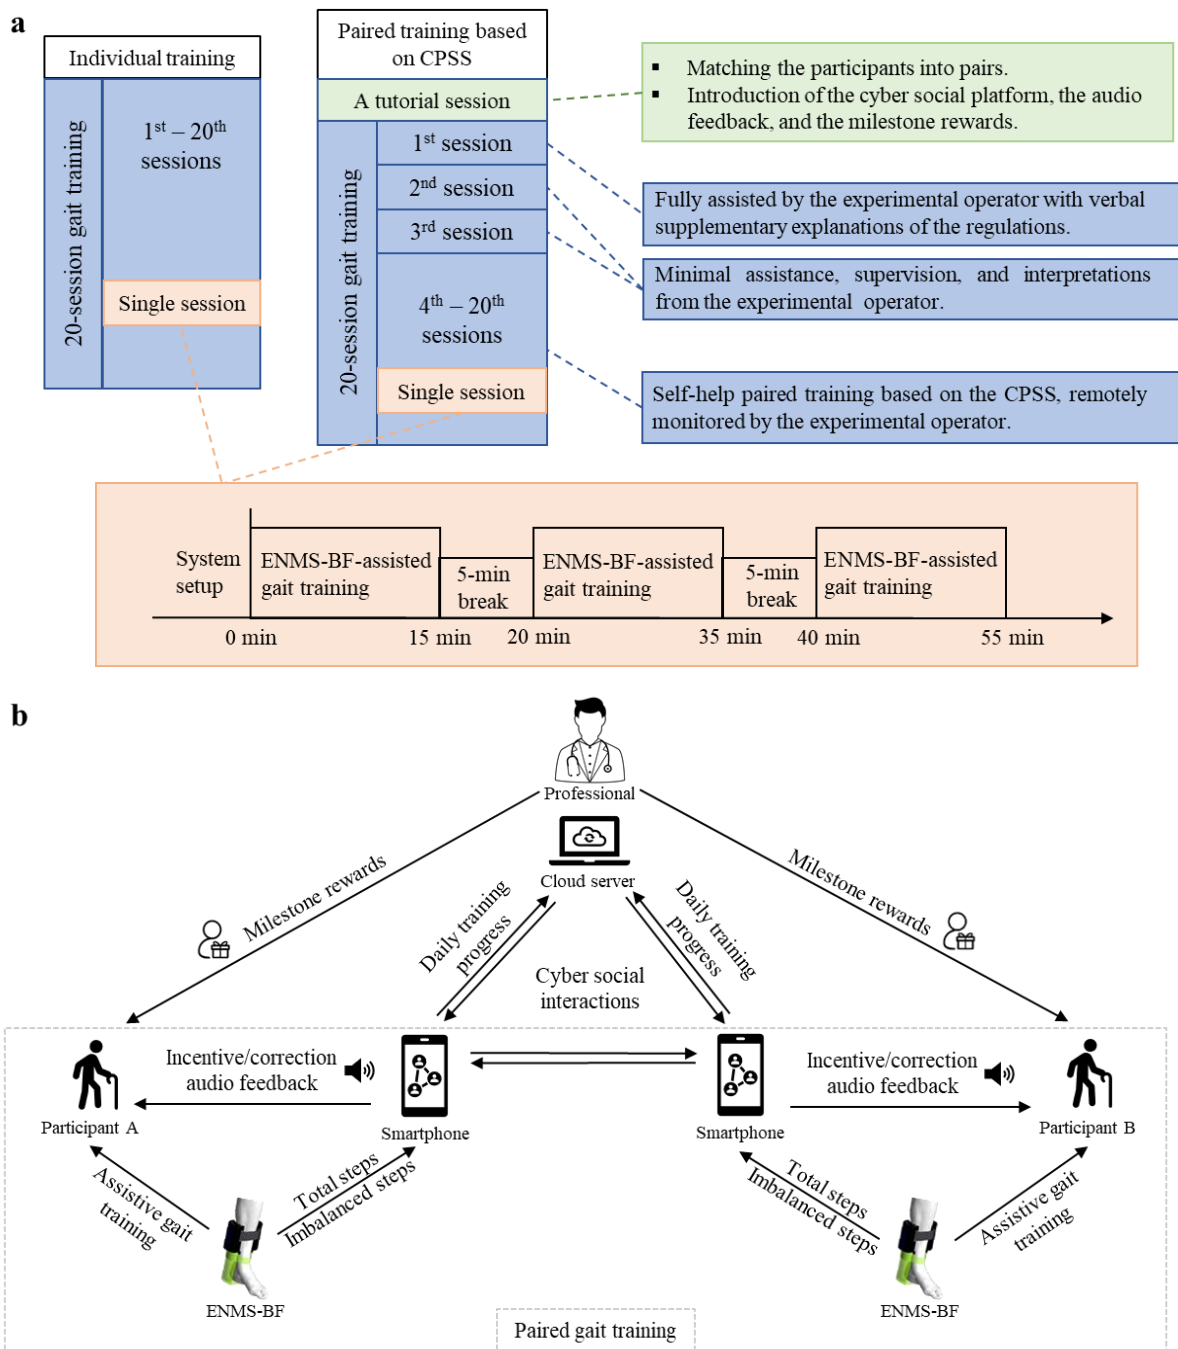 a
Individual training
20-session gait training
1st – 20th
sessions
Single session
Paired training based
on CPSS
A tutorial session
20-session gait training
1st session
2nd session
3rd session
4th – 20th
sessions
Single session
▪ Matching the participants into pairs.
▪ Introduction of the cyber social platform, the audio
feedback, and the milestone rewards.
Fully assisted by the experimental operator with verbal
supplementary explanations of the regulations.
Minimal assistance, supervision, and interpretations
from the experimental operator.
Self-help paired training based on the CPSS, remotely
monitored by the experimental operator.
System
setup
ENMS-BF-assisted
gait training
5-min
break
ENMS-BF-assisted
gait training
5-min
break
ENMS-BF-assisted
gait training
0 min
15 min
20 min
35 min
40 min
55 min
b
Professional
Cloud server
Milestone rewards
Milestone rewards
Daily training
progress
Daily training
progress
Cyber social
interactions
Incentive/correction
audio feedback
Incentive/correction
audio feedback
Participant A
Smartphone
Smartphone
Participant B
Assistive gait
training
Total steps
Imbalanced steps
Total steps
Imbalanced steps
Assistive gait
training
ENMS-BF
ENMS-BF
Paired gait training